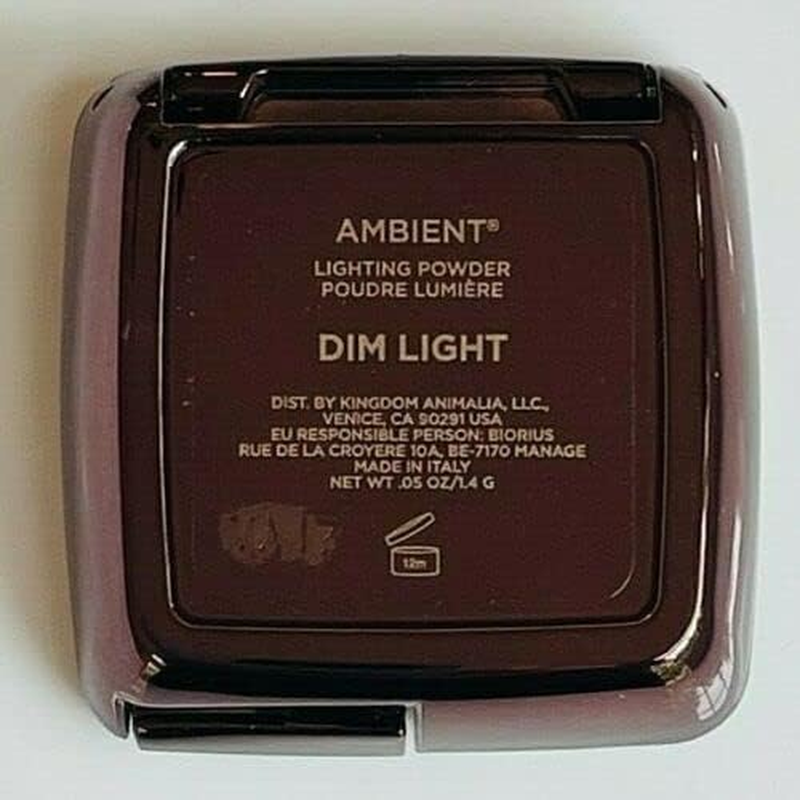 AMBIENT®
LIGHTING POWDER
POUDRE LUMIÈRE
DIM LIGHT
DIST. BY KINGDOM ANIMALIA, LLC.,
VENICE, CA 90291 USA
EU RESPONSIBLE PERSON: BIORIUS
RUE DE LA CROYERE 10A, BE-7170 MANAGE
MADE IN ITALY
NET WT .05 OZ/1.4 G
12m